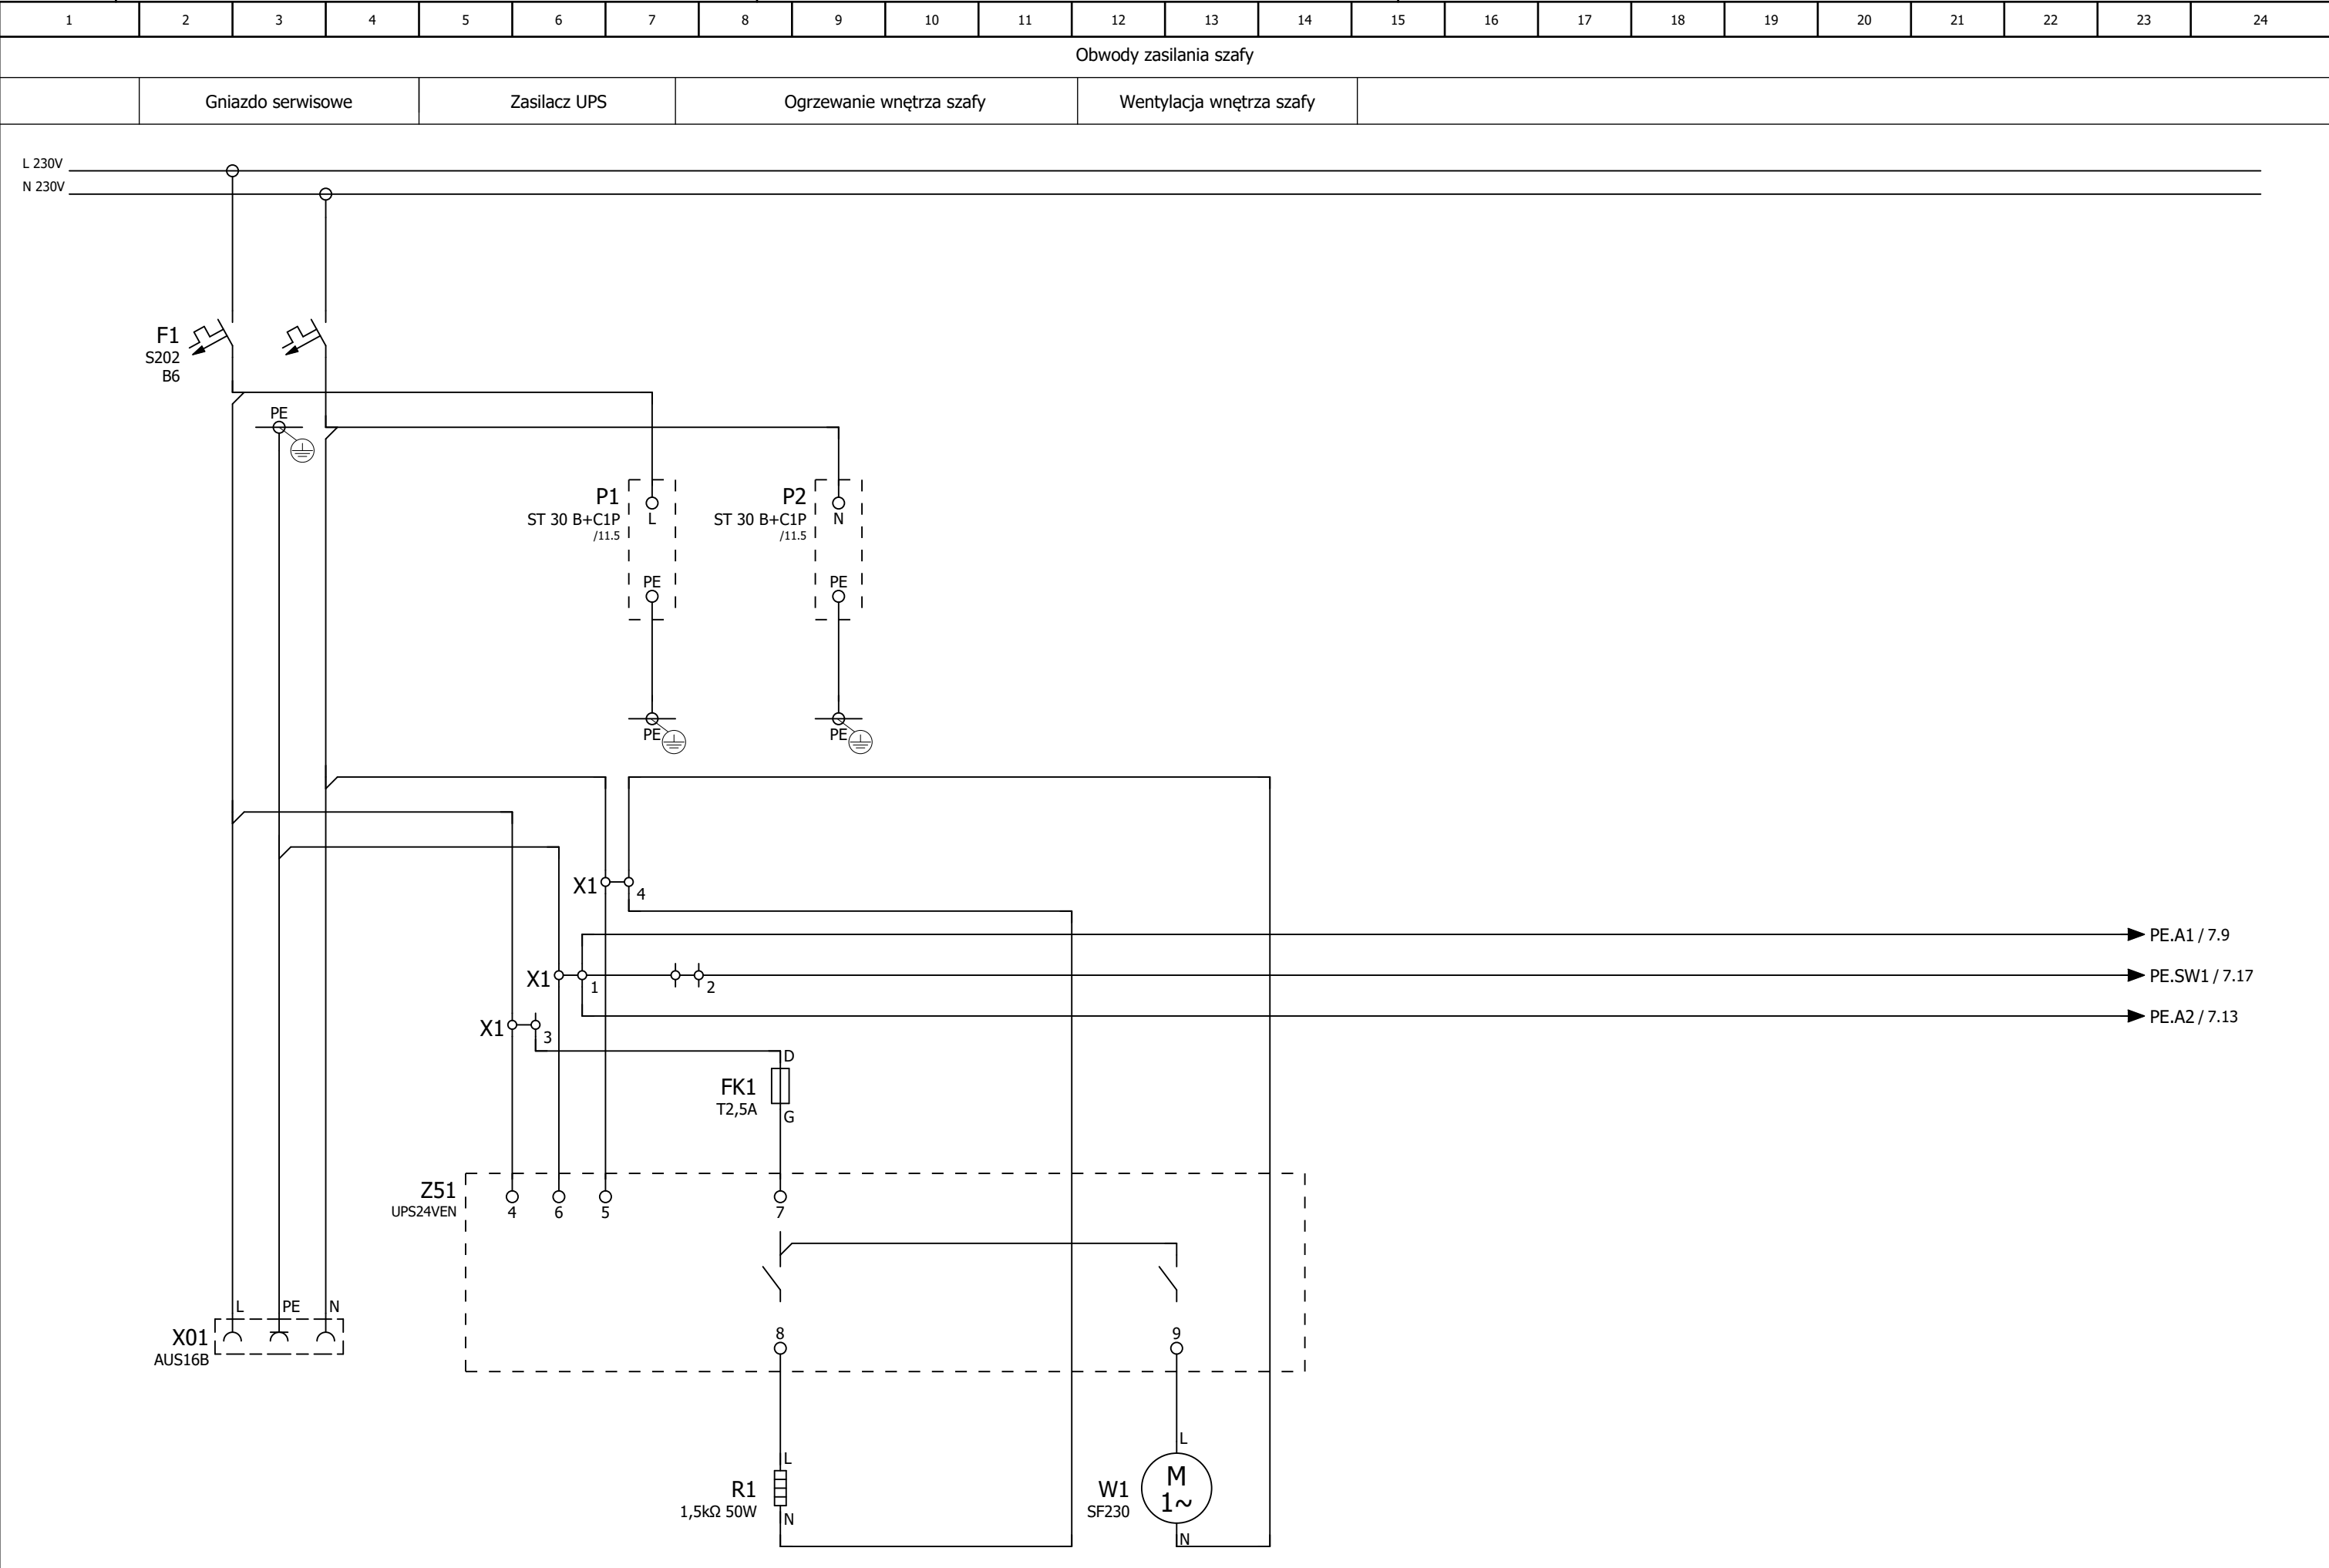 1 2 3 4 5 6 7 8 9 10 11 12 13 14 15 16 17 18 19 20 21 22 23 24
Obwody zasilania szafy
Gniazdo serwisowe Zasilacz UPS Ogrzewanie wnętrza szafy Wentylacja wnętrza szafy
L 230V
N 230V
F1
S202
B6
PE
P1
ST 30 B+C1P
/11.5
L
PE
PE
P2
ST 30 B+C1P
/11.5
N
PE
PE
X1
4
PE.A1 / 7.9
X1
1
2
PE.SW1 / 7.17
PE.A2 / 7.13
X1
3
D
FK1
T2,5A
G
Z51
UPS24VEN
4 6 5 7
8 9
L PE N
X01
AUS16B
L
R1
1,5kΩ 50W
N
L
W1
SF230
M
1~
N